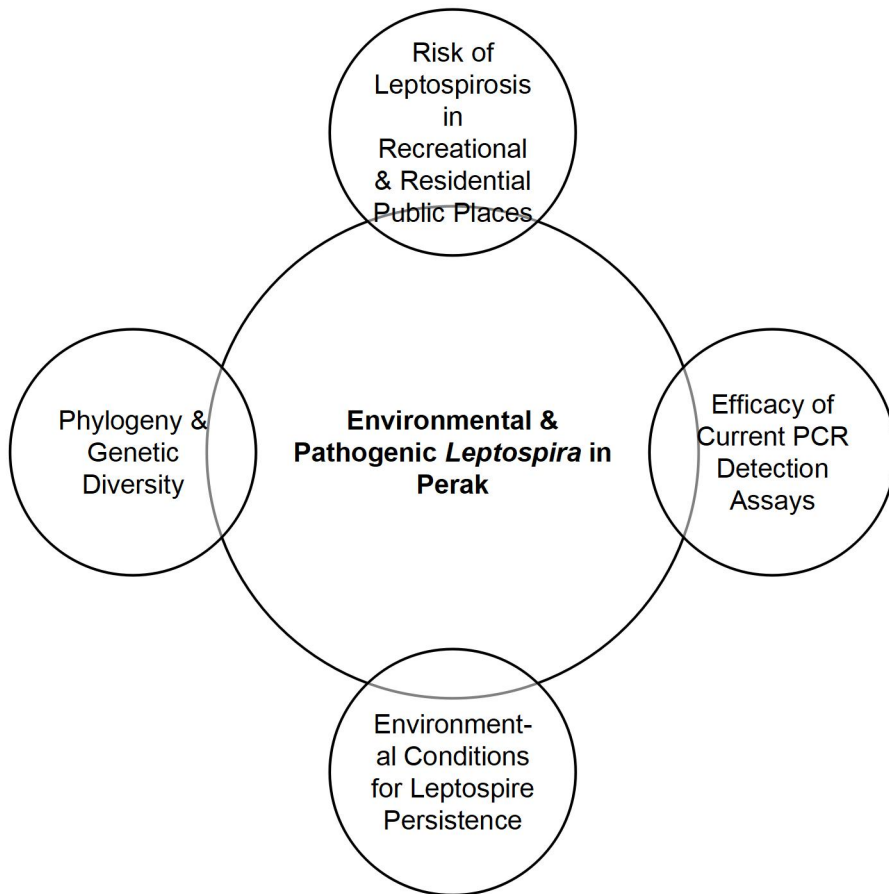 Risk of
Leptospirosis
in
Recreational
& Residential
Public Places
Phylogeny &
Genetic
Diversity
Environmental &
Pathogenic Leptospira in
Perak
Efficacy of
Current PCR
Detection
Assays
Environment-
al Conditions
for Leptospire
Persistence